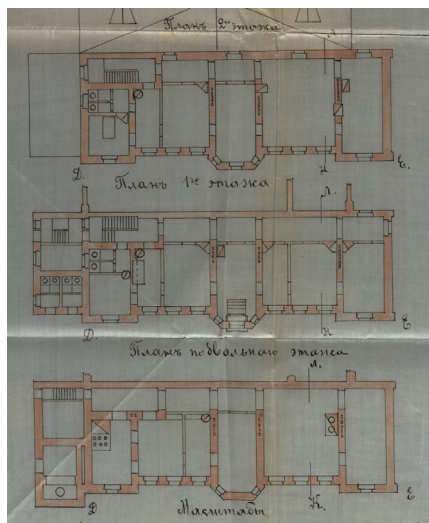 Планъ 2го этажа
Л.
Д. К. Е.
Планъ 1го этажа
Л.
Д. К Е
Планъ подвальнаго этажа
Л.
Д К. Е
Масштабъ